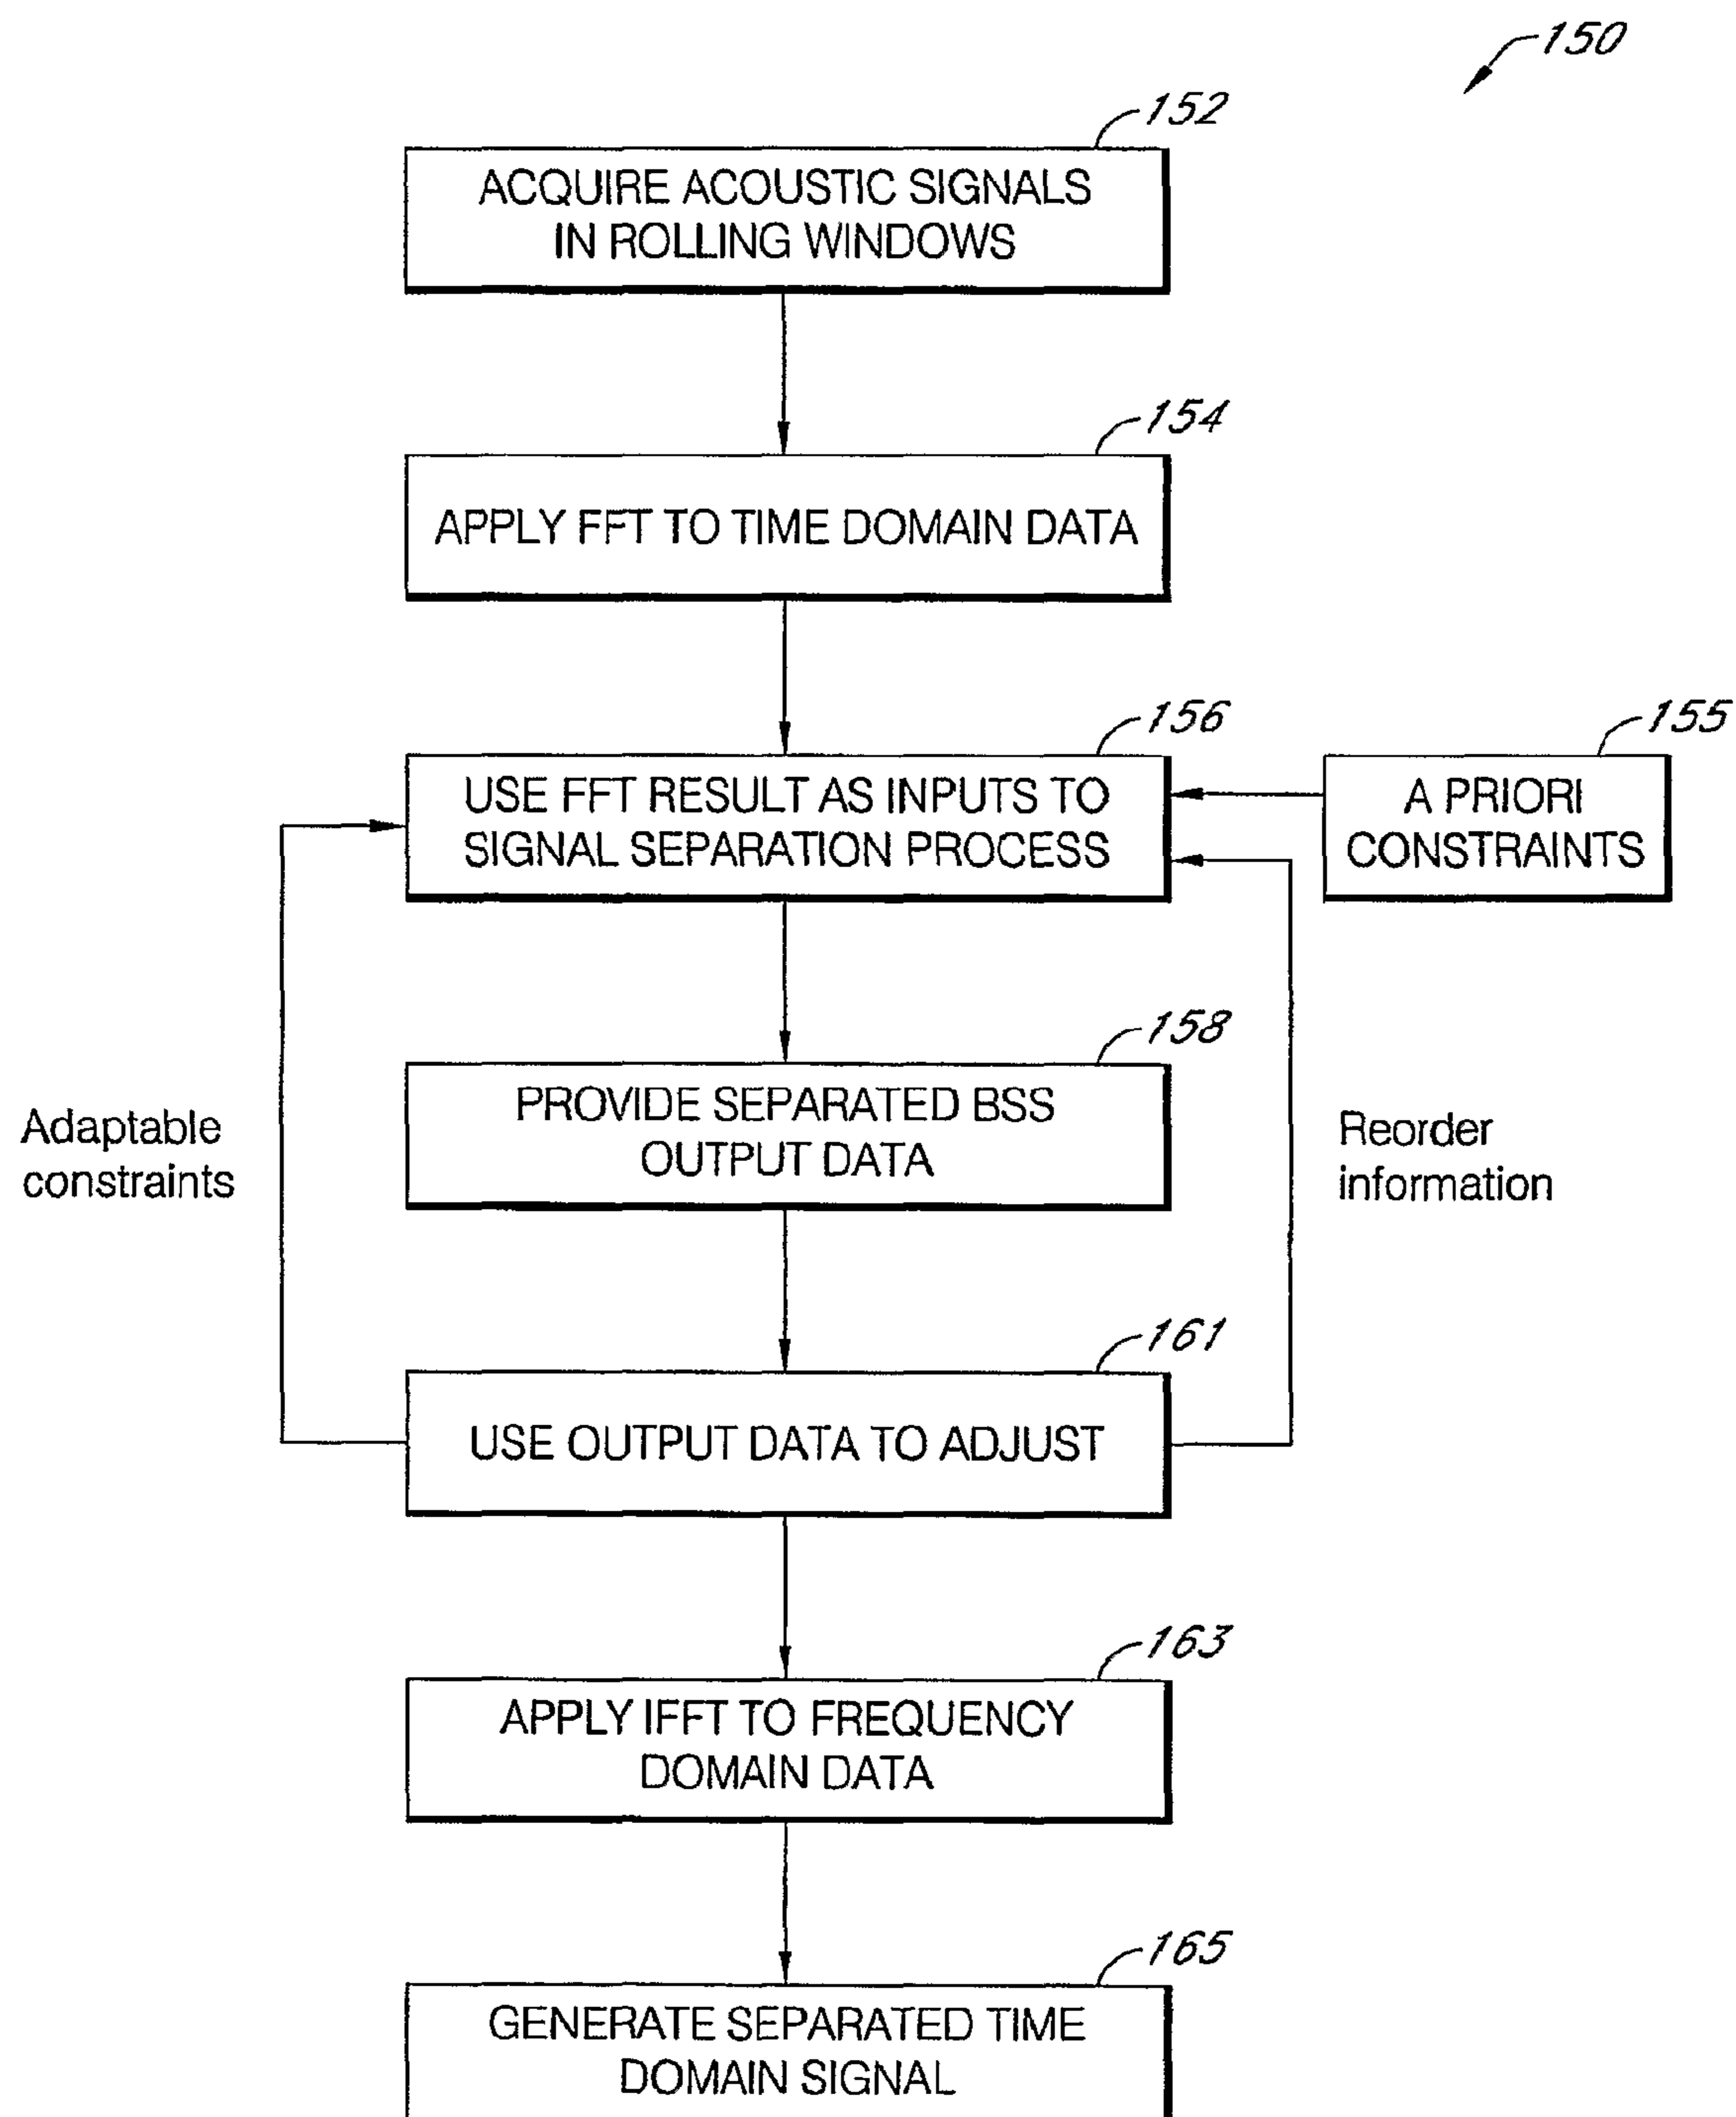 150
152
ACQUIRE ACOUSTIC SIGNALS
IN ROLLING WINDOWS
154
APPLY FFT TO TIME DOMAIN DATA
156
USE FFT RESULT AS INPUTS TO
SIGNAL SEPARATION PROCESS
155
A PRIORI
CONSTRAINTS
158
PROVIDE SEPARATED BSS
OUTPUT DATA
Adaptable
constraints
Reorder
information
161
USE OUTPUT DATA TO ADJUST
163
APPLY IFFT TO FREQUENCY
DOMAIN DATA
165
GENERATE SEPARATED TIME
DOMAIN SIGNAL